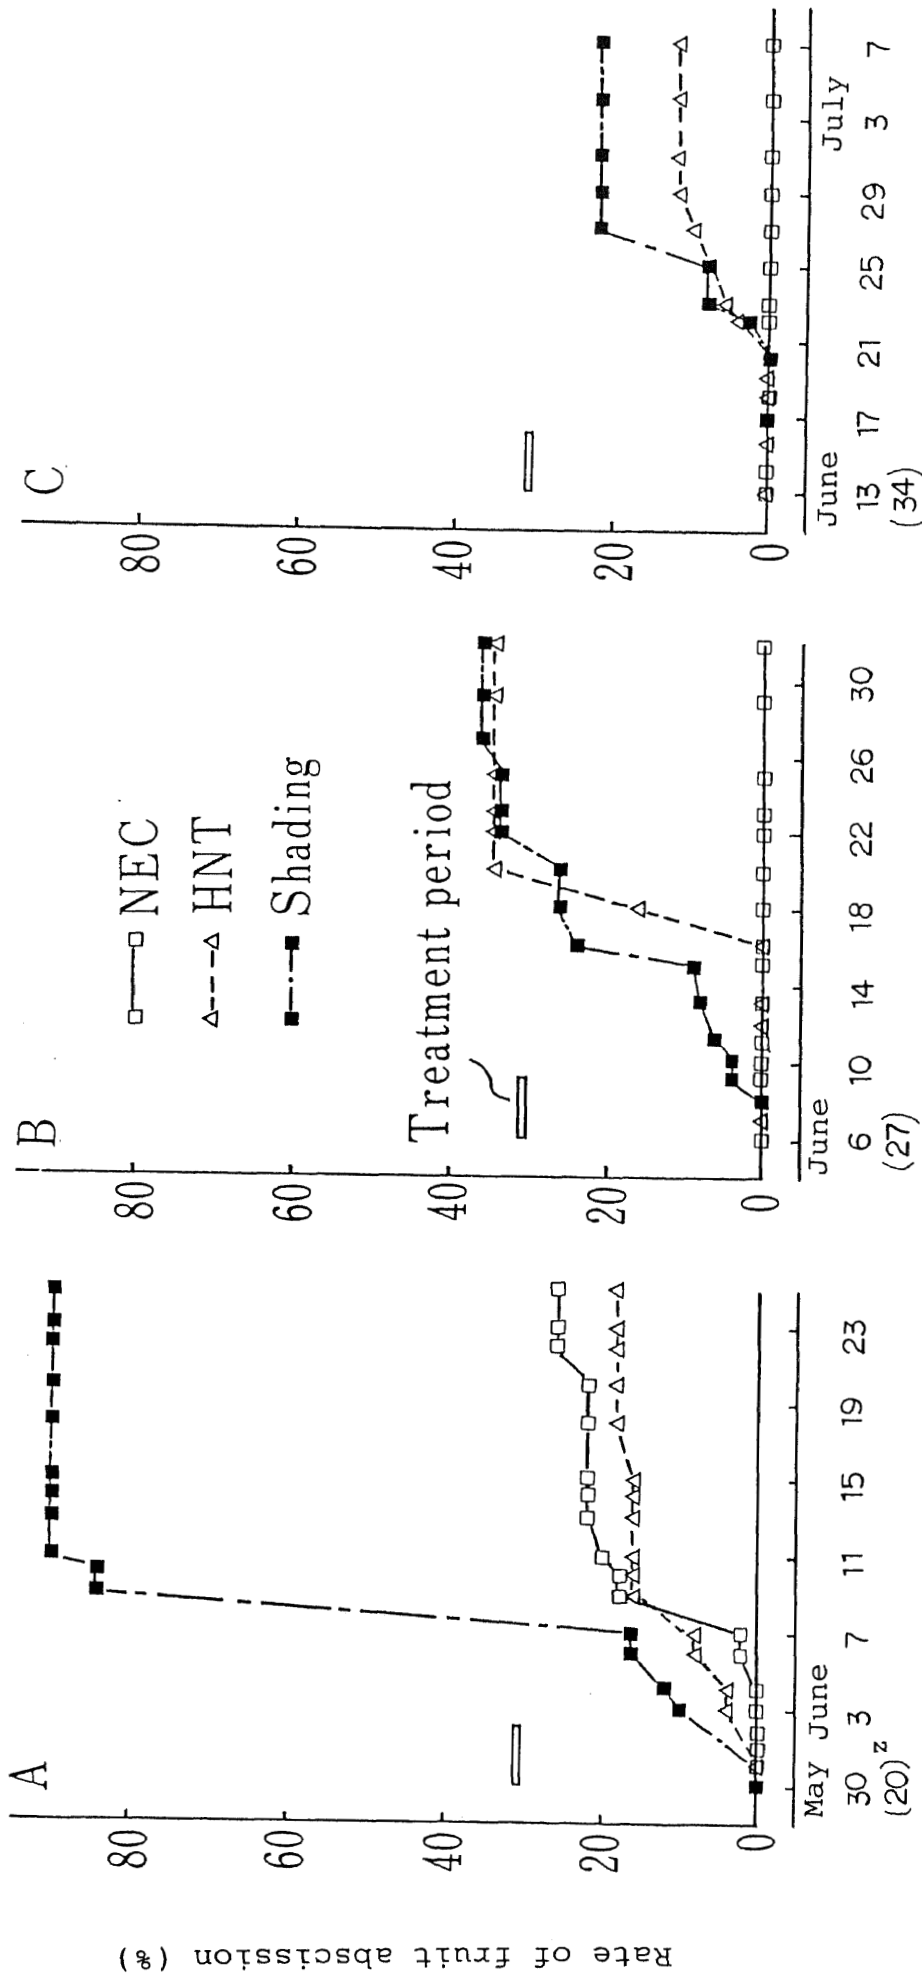 Rate of fruit abscission (%)
A
80
60
40
20
0
May June
30 3 7 11 15 19 23
(20)z
B
NEC
HNT
Shading
Treatment period
80
60
40
20
0
June
6 10 14 18 22 26 30
(27)
C
80
60
40
20
0
June July
13 17 21 25 29 3 7
(34)